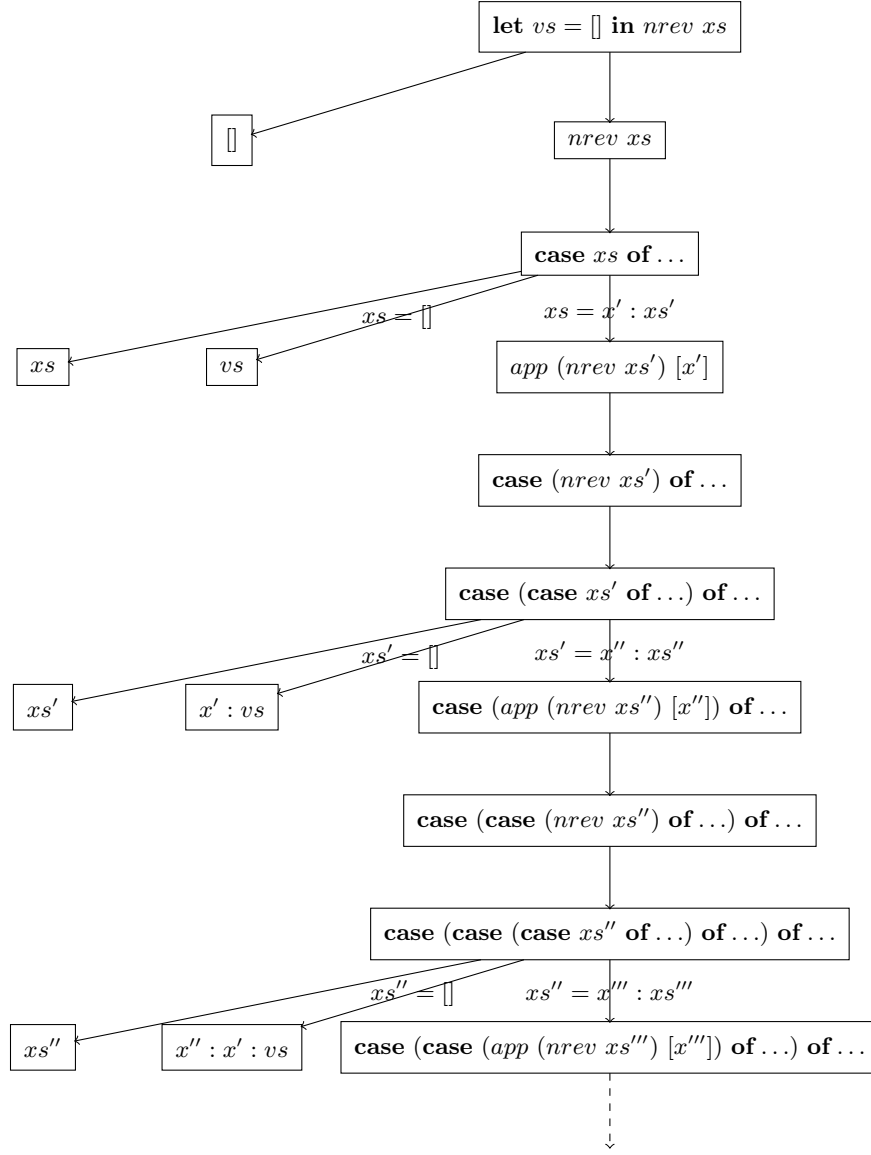 let vs = [] in nrev xs
[]
nrev xs
case xs of …
xs = []
xs = x′ : xs′
xs
vs
app (nrev xs′) [x′]
case (nrev xs′) of …
case (case xs′ of …) of …
xs′ = []
xs′ = x″ : xs″
xs′
x′ : vs
case (app (nrev xs″) [x″]) of …
case (case (nrev xs″) of …) of …
case (case (case xs″ of …) of …) of …
xs″ = []
xs″ = x‴ : xs‴
xs″
x″ : x′ : vs
case (case (app (nrev xs‴) [x‴]) of …) of …